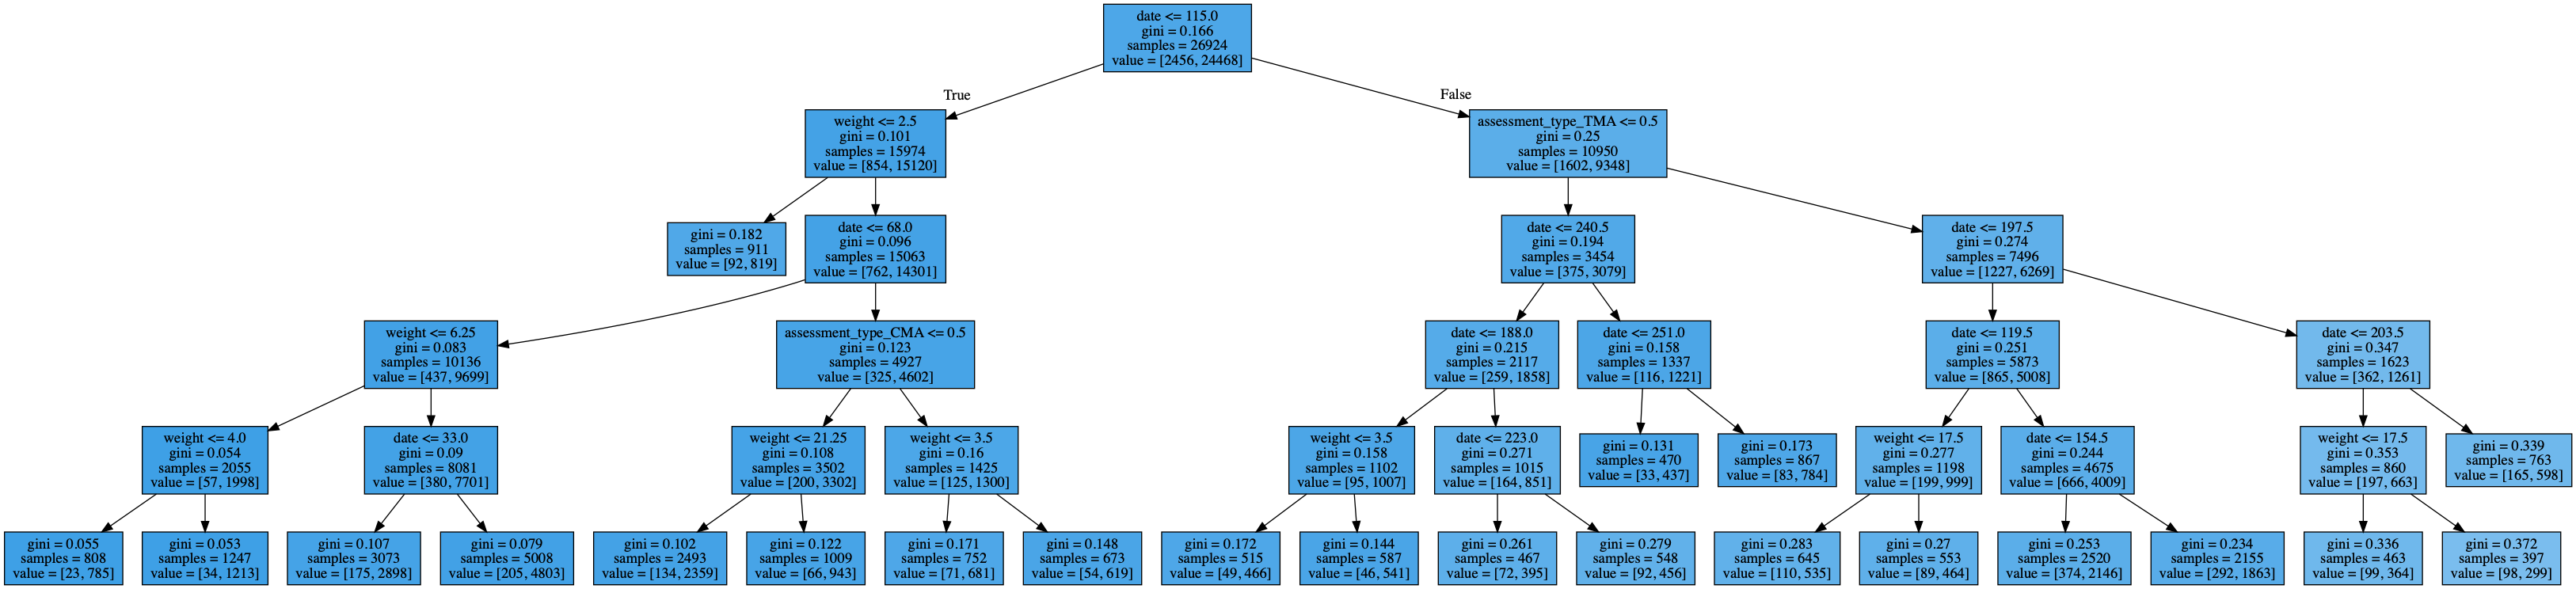 date <= 115.0
gini = 0.166
samples = 26924
value = [2456, 24468]
True
False
weight <= 2.5
gini = 0.101
samples = 15974
value = [854, 15120]
assessment_type_TMA <= 0.5
gini = 0.25
samples = 10950
value = [1602, 9348]
gini = 0.182
samples = 911
value = [92, 819]
date <= 68.0
gini = 0.096
samples = 15063
value = [762, 14301]
date <= 240.5
gini = 0.194
samples = 3454
value = [375, 3079]
date <= 197.5
gini = 0.274
samples = 7496
value = [1227, 6269]
weight <= 6.25
gini = 0.083
samples = 10136
value = [437, 9699]
assessment_type_CMA <= 0.5
gini = 0.123
samples = 4927
value = [325, 4602]
date <= 188.0
gini = 0.215
samples = 2117
value = [259, 1858]
date <= 251.0
gini = 0.158
samples = 1337
value = [116, 1221]
date <= 119.5
gini = 0.251
samples = 5873
value = [865, 5008]
date <= 203.5
gini = 0.347
samples = 1623
value = [362, 1261]
weight <= 4.0
gini = 0.054
samples = 2055
value = [57, 1998]
date <= 33.0
gini = 0.09
samples = 8081
value = [380, 7701]
weight <= 21.25
gini = 0.108
samples = 3502
value = [200, 3302]
weight <= 3.5
gini = 0.16
samples = 1425
value = [125, 1300]
weight <= 3.5
gini = 0.158
samples = 1102
value = [95, 1007]
date <= 223.0
gini = 0.271
samples = 1015
value = [164, 851]
gini = 0.131
samples = 470
value = [33, 437]
gini = 0.173
samples = 867
value = [83, 784]
weight <= 17.5
gini = 0.277
samples = 1198
value = [199, 999]
date <= 154.5
gini = 0.244
samples = 4675
value = [666, 4009]
weight <= 17.5
gini = 0.353
samples = 860
value = [197, 663]
gini = 0.339
samples = 763
value = [165, 598]
gini = 0.055
samples = 808
value = [23, 785]
gini = 0.053
samples = 1247
value = [34, 1213]
gini = 0.107
samples = 3073
value = [175, 2898]
gini = 0.079
samples = 5008
value = [205, 4803]
gini = 0.102
samples = 2493
value = [134, 2359]
gini = 0.122
samples = 1009
value = [66, 943]
gini = 0.171
samples = 752
value = [71, 681]
gini = 0.148
samples = 673
value = [54, 619]
gini = 0.172
samples = 515
value = [49, 466]
gini = 0.144
samples = 587
value = [46, 541]
gini = 0.261
samples = 467
value = [72, 395]
gini = 0.279
samples = 548
value = [92, 456]
gini = 0.283
samples = 645
value = [110, 535]
gini = 0.27
samples = 553
value = [89, 464]
gini = 0.253
samples = 2520
value = [374, 2146]
gini = 0.234
samples = 2155
value = [292, 1863]
gini = 0.336
samples = 463
value = [99, 364]
gini = 0.372
samples = 397
value = [98, 299]